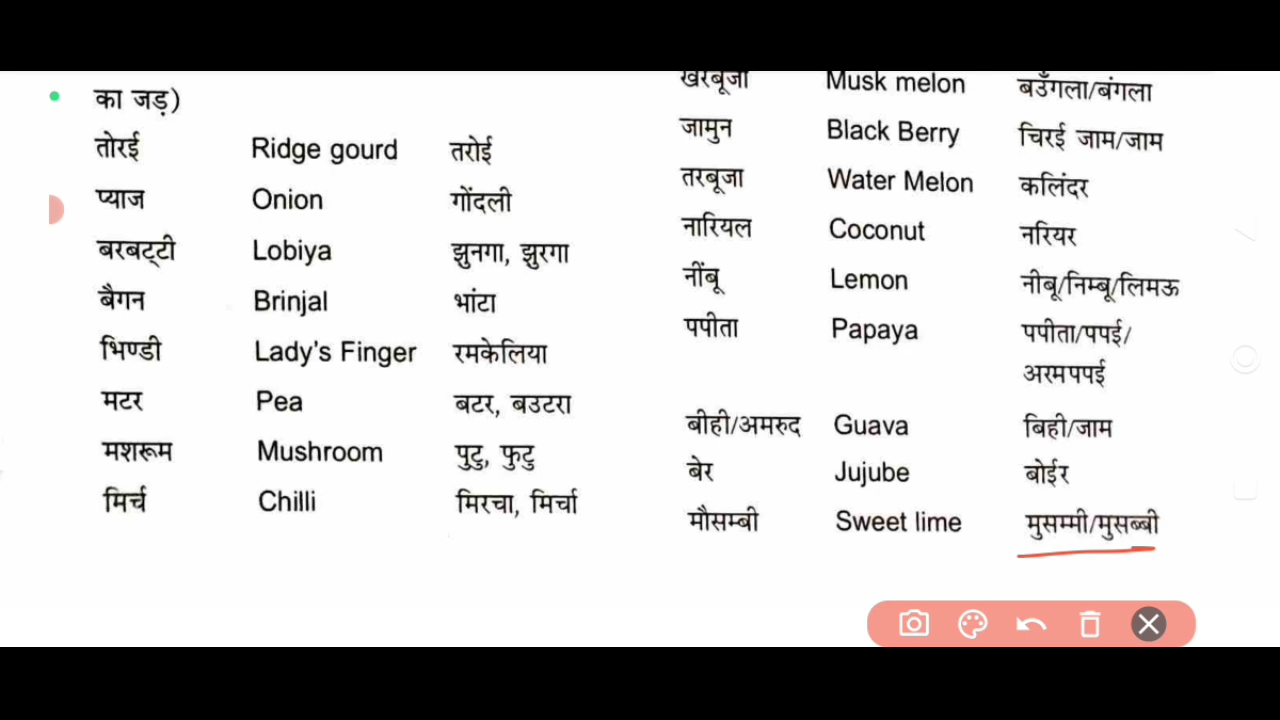 का जड़)
तोरई Ridge gourd तरोई
प्याज Onion गोंदली
बरबट्टी Lobiya झुनगा, झुरगा
बैगन Brinjal भांटा
भिण्डी Lady's Finger रमकेलिया
मटर Pea बटर, बउटरा
मशरूम Mushroom पुटु, फुटु
मिर्च Chilli मिरचा, मिर्चा
खरबूजा Musk melon बउँगला/बंगला
जामुन Black Berry चिरई जाम/जाम
तरबूजा Water Melon कलिंदर
नारियल Coconut नरियर
नींबू Lemon नीबू/निम्बू/लिमऊ
पपीता Papaya पपीता/पपई/
अरमपपई
बीही/अमरुद Guava बिही/जाम
बेर Jujube बोईर
मौसम्बी Sweet lime मुसम्मी/मुसब्बी